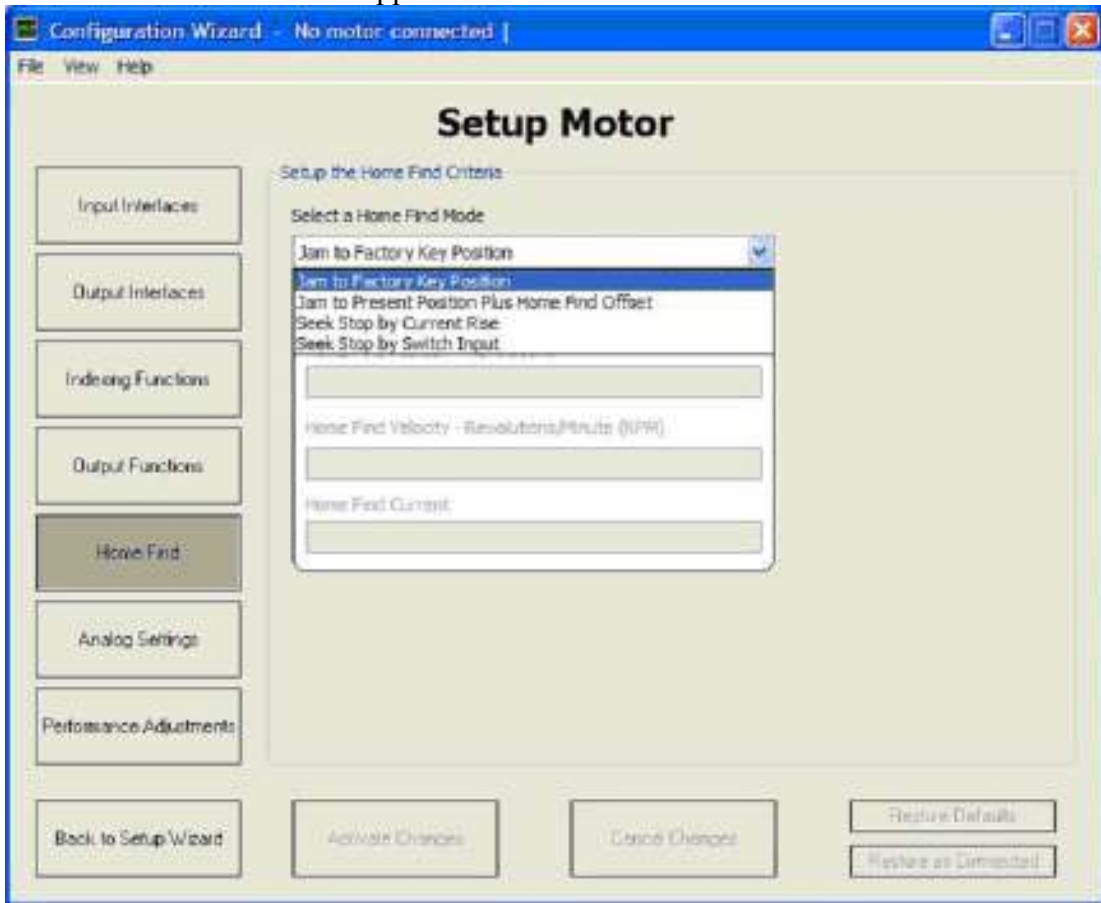 Configuration Wizard - No motor connected |
File View Help
Setup Motor
Input Interfaces
Output Interfaces
Indexing Functions
Output Functions
Home Find
Analog Settings
Performance Adjustments
Back to Setup Wizard
Setup the Home Find Criteria
Select a Home Find Mode
Jam to Factory Key Position
Jam to Factory Key Position
Jam to Present Position Plus Home Find Offset
Seek Stop by Current Rise
Seek Stop by Switch Input
Home Find Velocity - Revolutions/Minute (RPM)
Home Find Current
Activate Changes
Cancel Changes
Restore Defaults
Restore as Connected